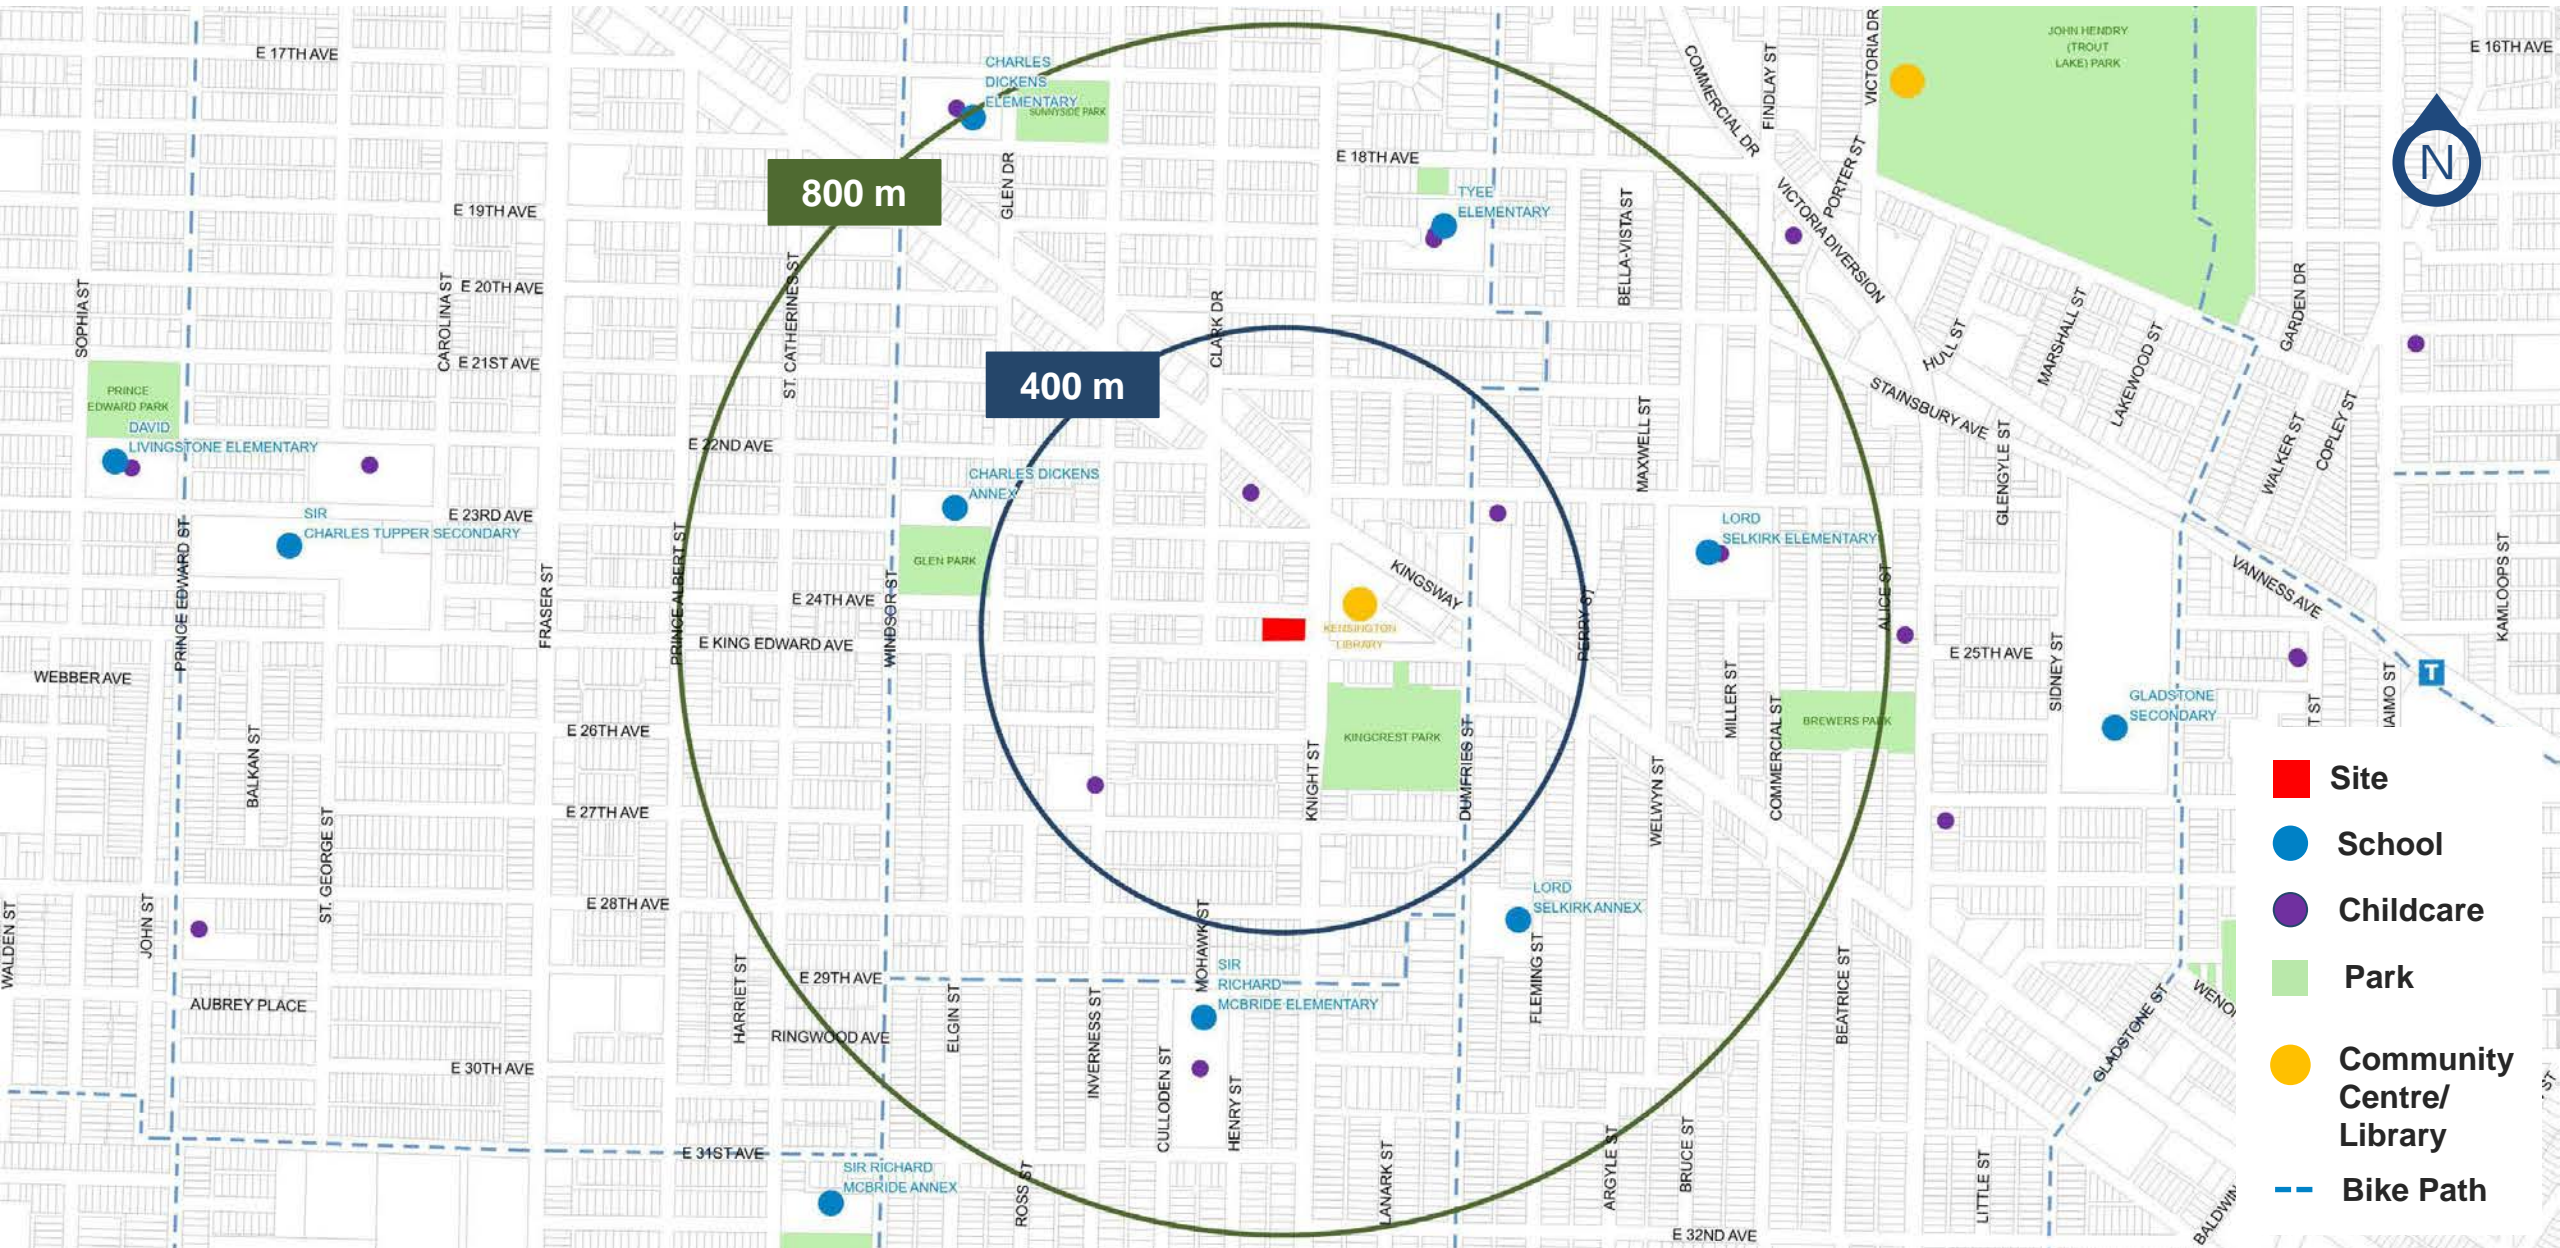 E 17TH AVE
CHARLES
DICKENS
ELEMENTARY
SUNNYSIDE PARK
COMMERCIAL DR
FINDLAY ST
VICTORIA DR
JOHN HENDRY
(TROUT
LAKE) PARK
E 16TH AVE
N
800 m
GLEN DR
E 18TH AVE
TYEE
ELEMENTARY
BELLA-VISTA ST
PORTER ST
VICTORIA DIVERSION
E 19TH AVE
SOPHIA ST
CAROLINA ST
E 20TH AVE
ST. CATHERINES ST
CLARK DR
HULL ST
MARSHALL ST
LAKEWOOD ST
GARDEN DR
E 21ST AVE
400 m
PRINCE
EDWARD PARK
DAVID
LIVINGSTONE ELEMENTARY
E 22ND AVE
CHARLES DICKENS
ANNEX
MAXWELL ST
STAINSBURY AVE
GLENGYLE ST
WALKER ST
COPLEY ST
SIR
CHARLES TUPPER SECONDARY
E 23RD AVE
LORD
SELKIRK ELEMENTARY
PRINCE EDWARD ST
FRASER ST
PRINCE ALBERT ST
WINDSOR ST
GLEN PARK
E 24TH AVE
KINGSWAY
PERRY ST
ALICE ST
VANNESS AVE
KAMLOOPS ST
KENSINGTON
LIBRARY
E KING EDWARD AVE
E 25TH AVE
SIDNEY ST
WEBBER AVE
MILLER ST
T
AIMO ST
T ST
GLADSTONE
SECONDARY
BALKAN ST
E 26TH AVE
KINGCREST PARK
DUMFRIES ST
COMMERCIAL ST
BREWERS PARK
KNIGHT ST
WELWYN ST
E 27TH AVE
Site
School
Childcare
Park
Community
Centre/
Library
Bike Path
WALDEN ST
JOHN ST
ST. GEORGE ST
E 28TH AVE
MOHAWK ST
LORD
SELKIRK ANNEX
FLEMING ST
BEATRICE ST
HARRIET ST
E 29TH AVE
SIR
RICHARD
MCBRIDE ELEMENTARY
WENO
GLADSTONE ST
AUBREY PLACE
RINGWOOD AVE
ELGIN ST
INVERNESS ST
CULLODEN ST
HENRY ST
E 30TH AVE
ST
E 31ST AVE
SIR RICHARD
MCBRIDE ANNEX
ROSS ST
LANARK ST
ARGYLE ST
BRUCE ST
LITTLE ST
BALDWIN
E 32ND AVE